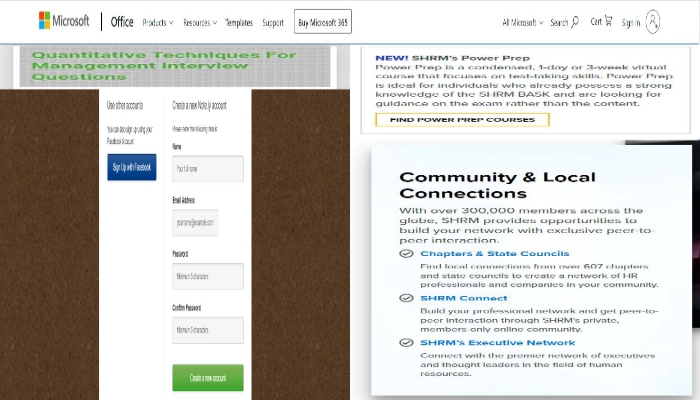 Microsoft
Office
Products
Resources
Templates
Support
Buy Microsoft 365
All Microsoft
Search
Cart
Sign in
Quantitative Techniques For
Management Interview
Questions
Use other accounts
You can also sign up using your
Facebook Account
Sign Up with Facebook
Create a new Note.ly account
Please enter the following details:
Name
Your full name
Email Address
yourname@example.com
Password
Minimum 5 characters
Confirm Password
Minimum 5 characters
Create a new account
NEW! SHRM's Power Prep
Power Prep is a condensed, 1-day or 3-week virtual
course that focuses on test-taking skills. Power Prep
is ideal for individuals who already possess a strong
knowledge of the SHRM BASK and are looking for
guidance on the exam rather than the content.
FIND POWER PREP COURSES
Community & Local
Connections
With over 300,000 members across the
globe, SHRM provides opportunities to
build your network with exclusive peer-to-
peer interaction.
Chapters & State Councils
Find local connections from over 607 chapters
and state councils to create a network of HR
professionals and companies in your community.
SHRM Connect
Build your professional network and get peer-to-
peer interaction through SHRM's private,
members-only online community.
SHRM's Executive Network
Connect with the premier network of executives
and thought leaders in the field of human
resources.